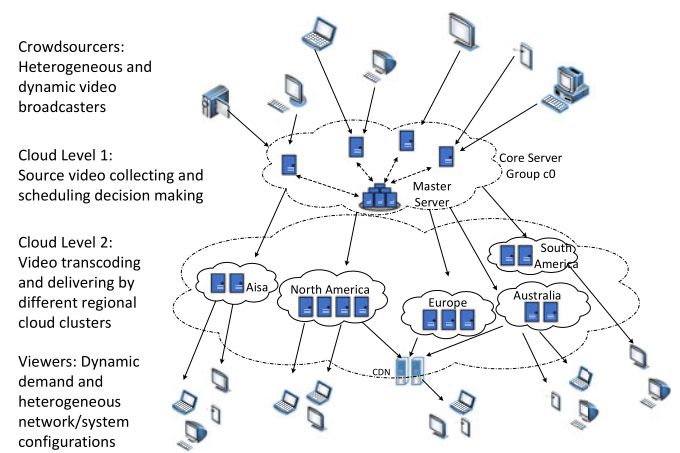 Crowdsourcers:
Heterogeneous and
dynamic video
broadcasters
Cloud Level 1:
Source video collecting and
scheduling decision making
Core Server
Group c0
Master
Server
Cloud Level 2:
Video transcoding
and delivering by
different regional
cloud clusters
Aisa
North America
Europe
South
America
Australia
CDN
Viewers: Dynamic
demand and
heterogeneous
network/system
configurations